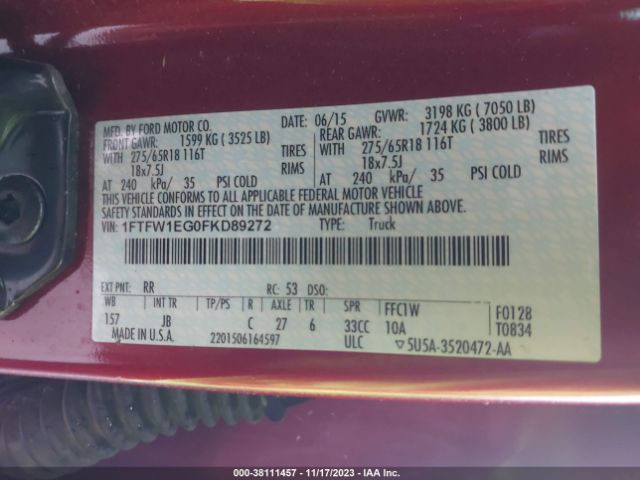 MFD. BY FORD MOTOR CO. DATE: 06/15 GVWR: 3198 KG ( 7050 LB)
FRONT GAWR: 1599 KG ( 3525 LB) REAR GAWR: 1724 KG ( 3800 LB)
WITH 275/65R18 116T TIRES WITH 275/65R18 116T TIRES
18x7.5J RIMS 18x7.5J RIMS
AT 240 kPa/ 35 PSI COLD AT 240 kPa/ 35 PSI COLD
THIS VEHICLE CONFORMS TO ALL APPLICABLE FEDERAL MOTOR VEHICLE
SAFETY STANDARDS IN EFFECT ON THE DATE OF MANUFACTURE SHOWN ABOVE.
VIN: 1FTFW1EG0FKD89272 TYPE: Truck
EXT PNT: RR RC: 53 DSO:
WB INT TR TP/PS R AXLE TR SPR FFC1W F0128
157 JB C 27 6 33CC 10A T0834
MADE IN U.S.A. 2201506164597 ULC ▽5U5A-3520472-AA
000-38111457 - 11/17/2023 - IAA Inc.